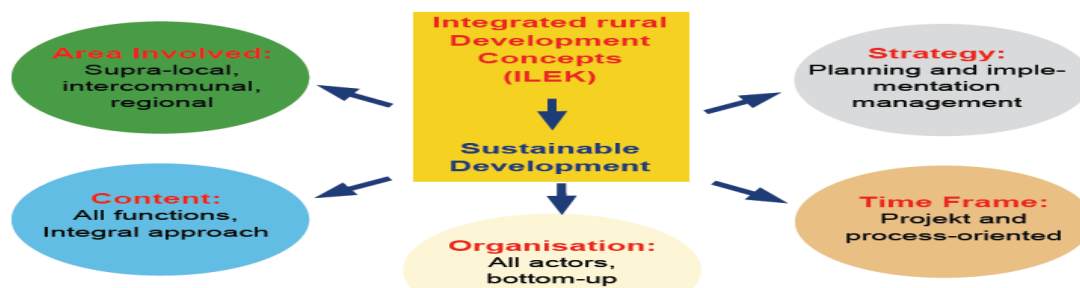 Integrated rural
Development
Concepts
(ILEK)
Sustainable
Development
Area Involved:
Supra-local,
intercommunal,
regional
Strategy:
Planning and imple-
mentation
management
Content:
All functions,
Integral approach
Organisation:
All actors,
bottom-up
Time Frame:
Projekt and
process-oriented